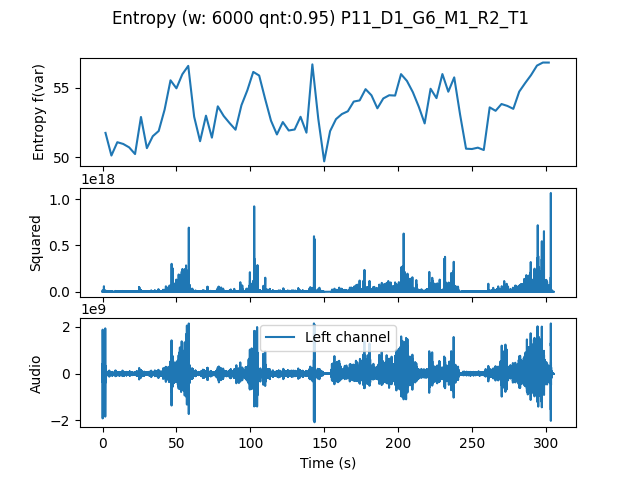 Entropy (w: 6000 qnt:0.95) P11_D1_G6_M1_R2_T1
Entropy f(var)
55
50
1e18
Squared
1.0
0.5
0.0
1e9
Audio
2
0
−2
Left channel
0 50 100 150 200 250 300
Time (s)